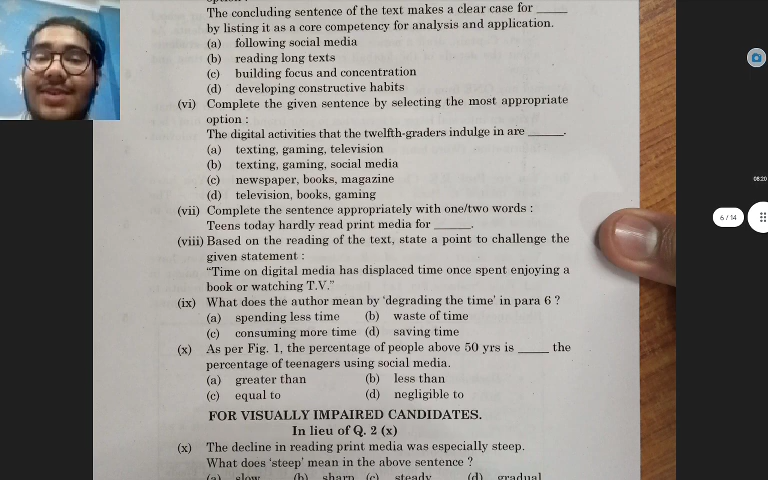 option :
The concluding sentence of the text makes a clear case for _____
by listing it as a core competency for analysis and application.
(a) following social media
(b) reading long texts
(c) building focus and concentration
(d) developing constructive habits
(vi) Complete the given sentence by selecting the most appropriate
option :
The digital activities that the twelfth-graders indulge in are _____.
(a) texting, gaming, television
(b) texting, gaming, social media
(c) newspaper, books, magazine
(d) television, books, gaming
(vii) Complete the sentence appropriately with one/two words :
Teens today hardly read print media for _____.
(viii) Based on the reading of the text, state a point to challenge the
given statement :
“Time on digital media has displaced time once spent enjoying a
book or watching T.V.”
(ix) What does the author mean by ‘degrading the time’ in para 6 ?
(a) spending less time (b) waste of time
(c) consuming more time (d) saving time
(x) As per Fig. 1, the percentage of people above 50 yrs is _____ the
percentage of teenagers using social media.
(a) greater than (b) less than
(c) equal to (d) negligible to
FOR VISUALLY IMPAIRED CANDIDATES.
In lieu of Q. 2 (x)
(x) The decline in reading print media was especially steep.
What does ‘steep’ mean in the above sentence ?
(a) slow (b) sharp (c) steady (d) gradual
08:20
6 / 14